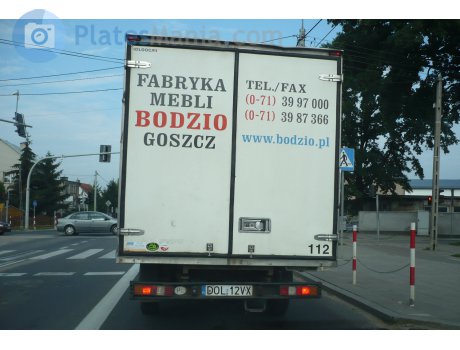 PlatesMania.com
IGLOOCAR
FABRYKA
MEBLI
BODZIO
GOSZCZ
TEL./FAX
(0-71) 39 97 000
(0-71) 39 87 366
www.bodzio.pl
112
DOL 12VX